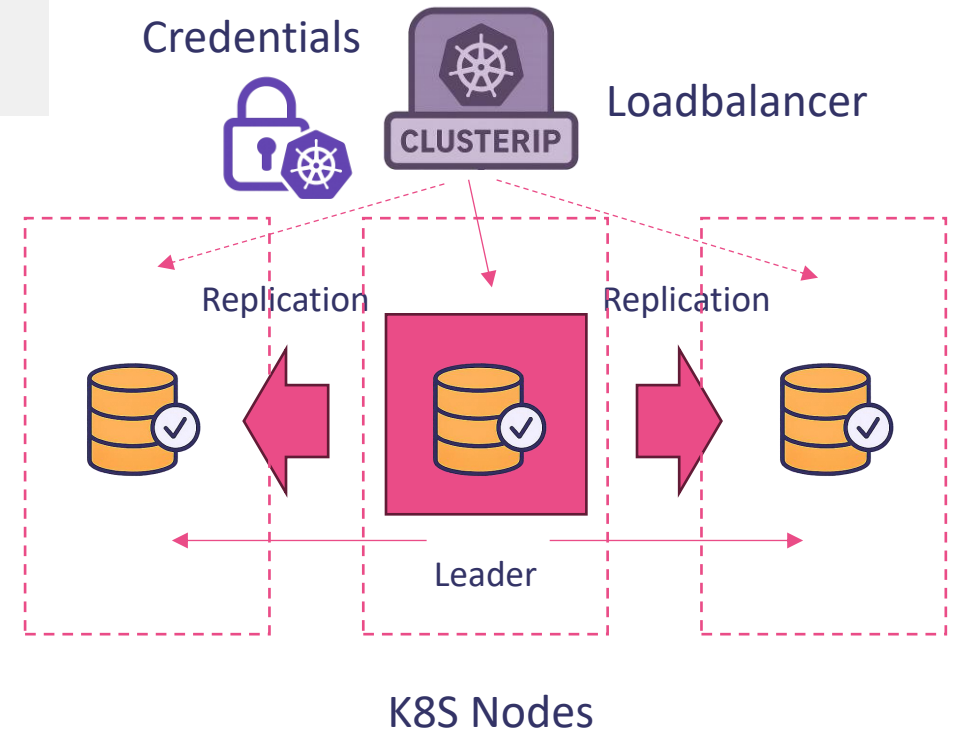 Credentials
CLUSTERIP
Loadbalancer
Replication
Replication
Leader
K8S Nodes